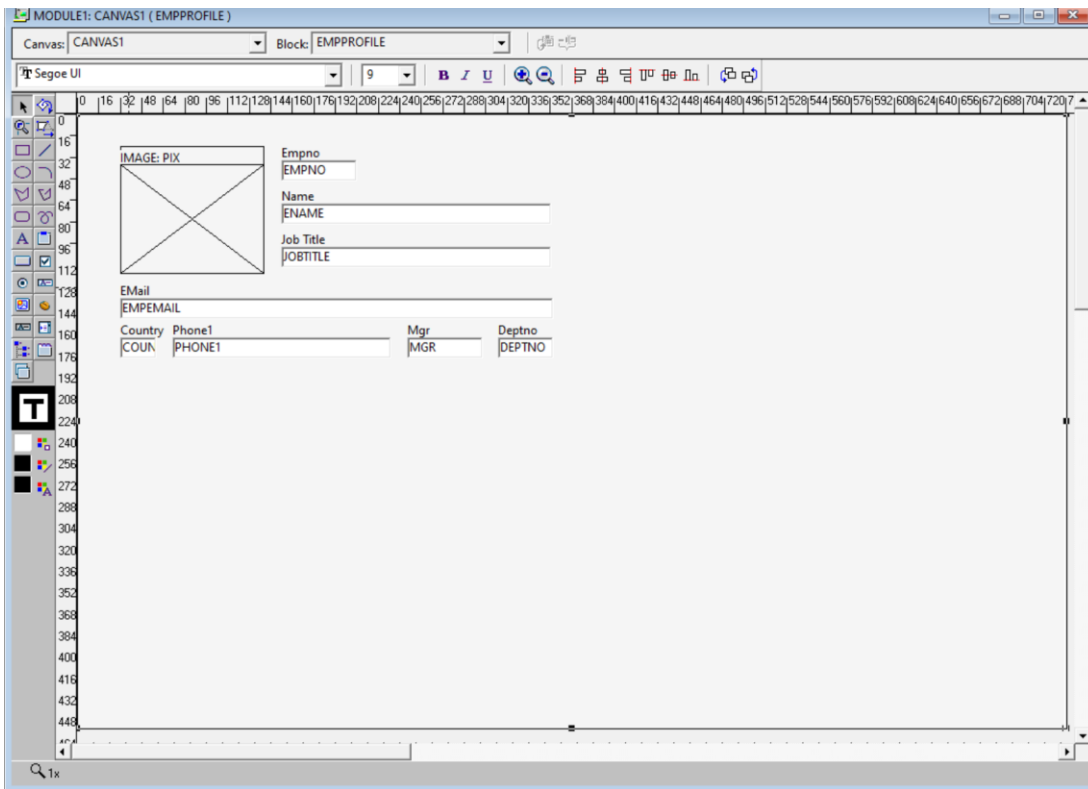 MODULE1: CANVAS1 ( EMPPROFILE )
Canvas: CANVAS1 Block: EMPPROFILE
Segoe UI 9 B I U
0 16 32 48 64 80 96 112 128 144 160 176 192 208 224 240 256 272 288 304 320 336 352 368 384 400 416 432 448 464 480 496 512 528 544 560 576 592 608 624 640 656 672 688 704 720 7
0
16
32
48
64
80
96
112
128
144
160
176
192
208
224
240
256
272
288
304
320
336
352
368
384
400
416
432
448
464
IMAGE: PIX
Empno
EMPNO
Name
ENAME
Job Title
JOBTITLE
EMail
EMPEMAIL
Country Phone1 Mgr Deptno
COUN PHONE1 MGR DEPTNO
A
T
A
1x